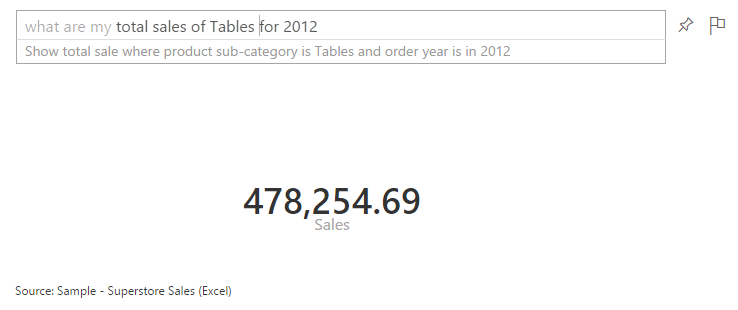 what are my total sales of Tables for 2012
Show total sale where product sub-category is Tables and order year is in 2012
478,254.69
Sales
Source: Sample - Superstore Sales (Excel)